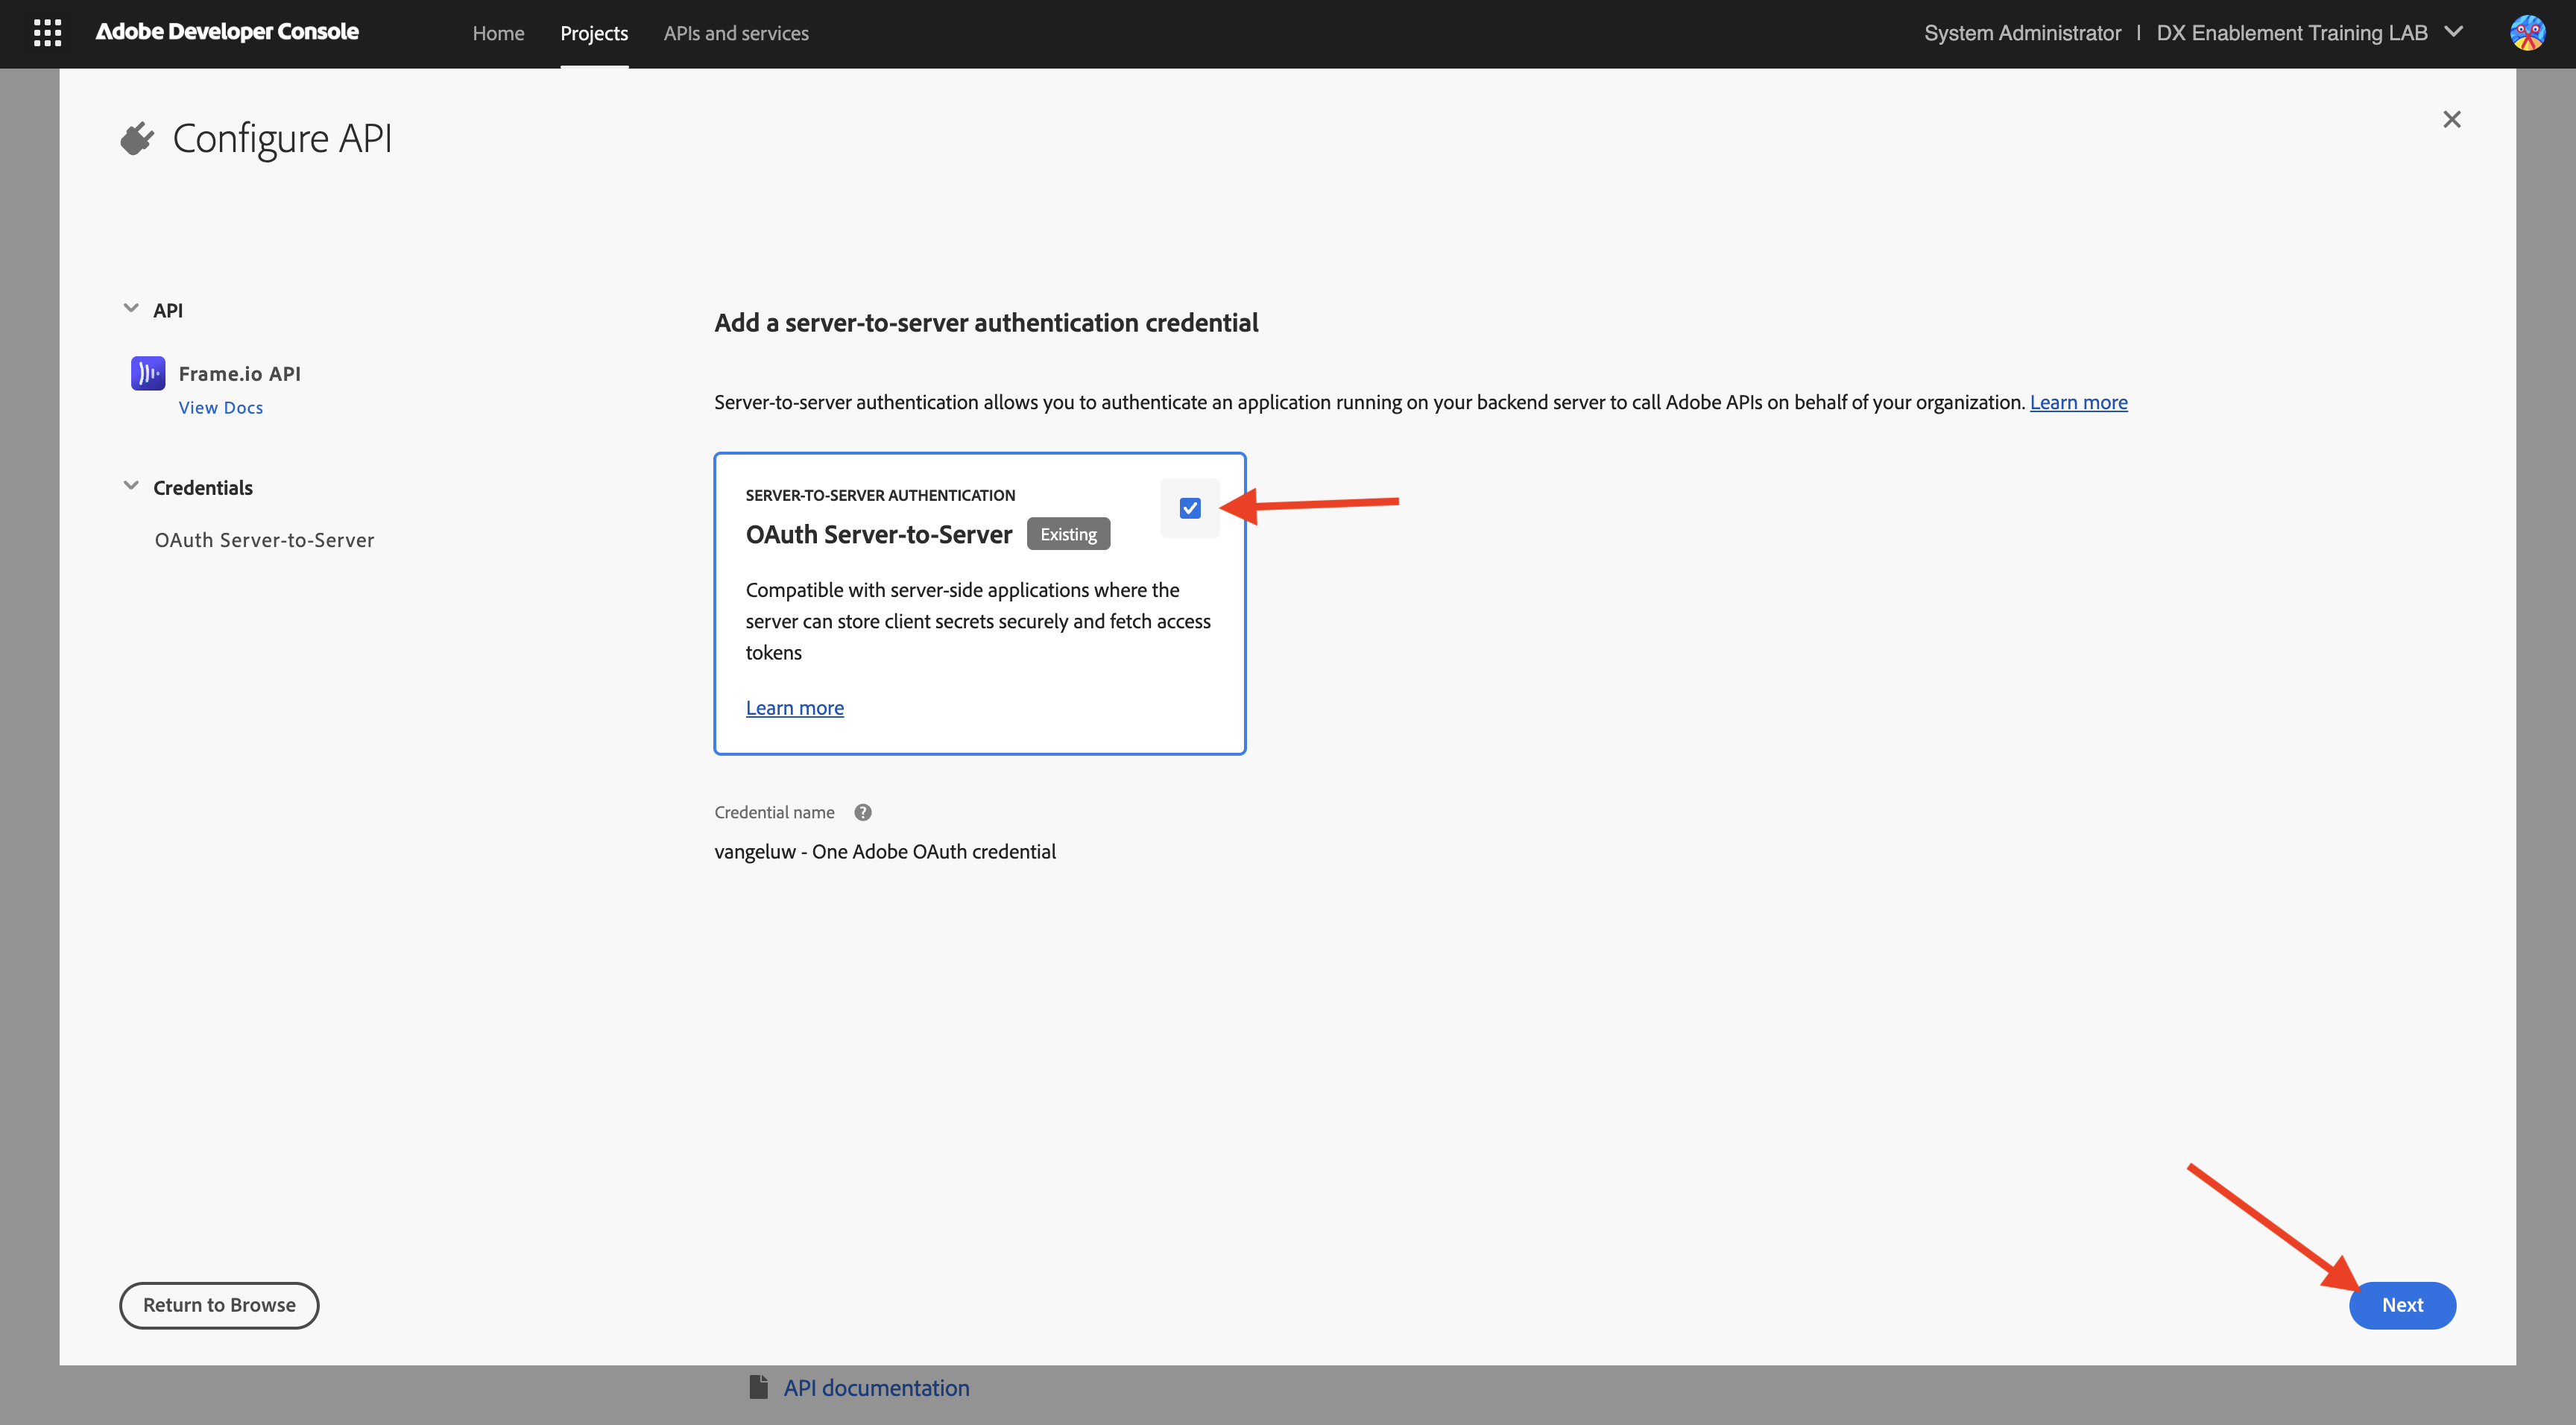 Adobe Developer Console
Home
Projects
APIs and services
System Administrator | DX Enablement Training LAB
Configure API
API
Frame.io API
View Docs
Credentials
OAuth Server-to-Server
Add a server-to-server authentication credential
Server-to-server authentication allows you to authenticate an application running on your backend server to call Adobe APIs on behalf of your organization. Learn more
SERVER-TO-SERVER AUTHENTICATION
OAuth Server-to-Server Existing
Compatible with server-side applications where the
server can store client secrets securely and fetch access
tokens
Learn more
Credential name ?
vangeluw - One Adobe OAuth credential
Return to Browse
Next
API documentation